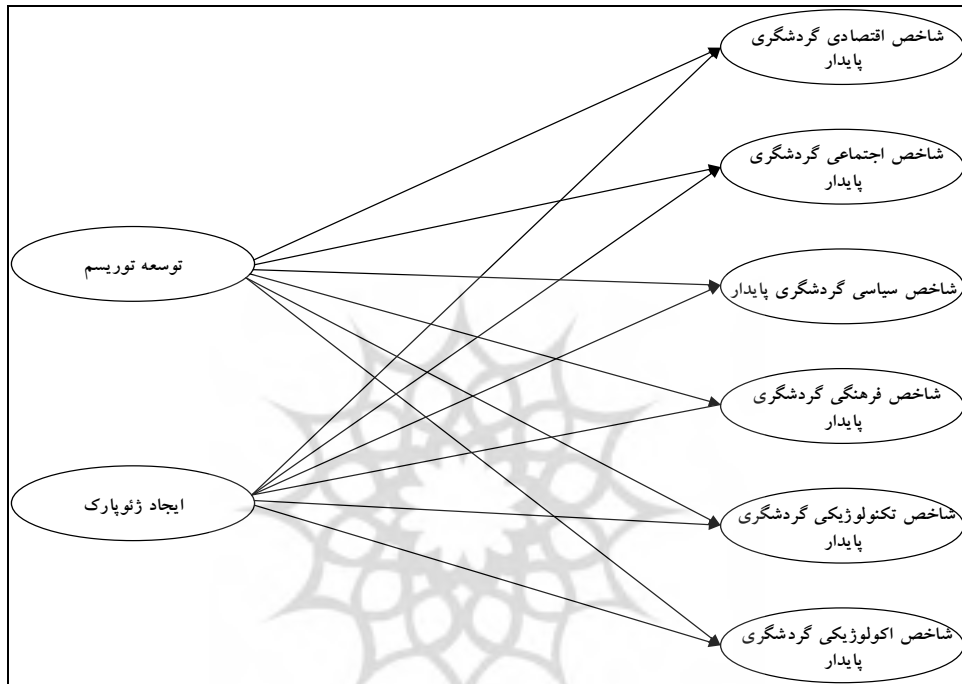 شاخص اقتصادی گردشگری
پایدار
شاخص اجتماعی گردشگری
پایدار
توسعه توریسم
شاخص سیاسی گردشگری پایدار
شاخص فرهنگی گردشگری
پایدار
ایجاد ژئوپارک
شاخص تکنولوژیکی گردشگری
پایدار
شاخص اکولوژیکی گردشگری
پایدار